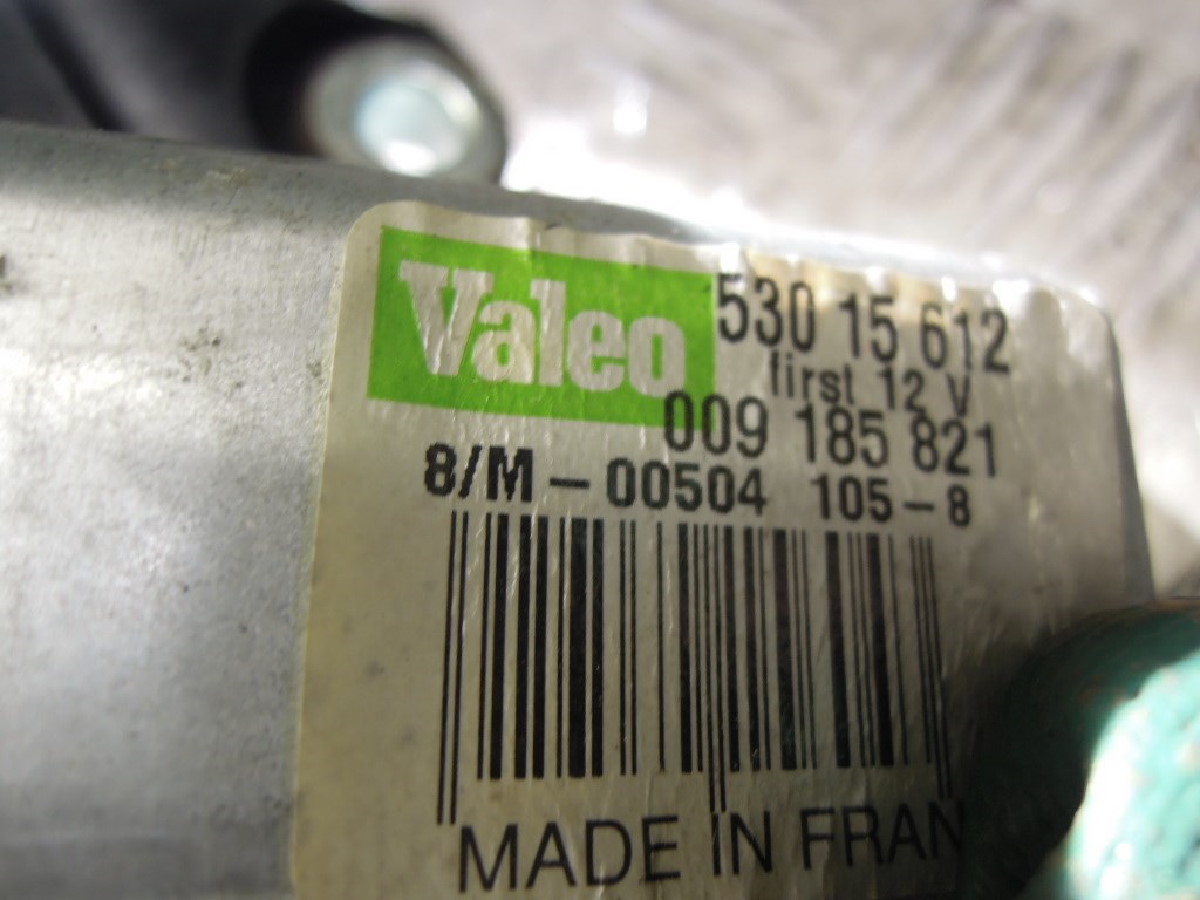 Valeo
530 15 612
first 12 V
009 185 821
8/M-00504 105-8
MADE IN FRAN